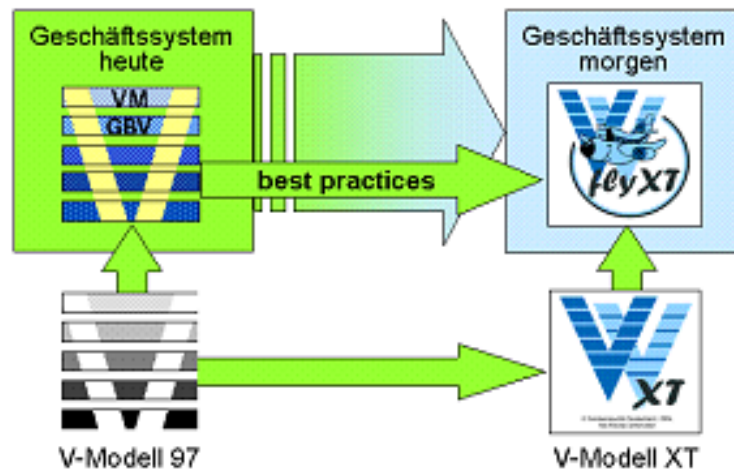 Geschäftssystem
heute
VM
GBV
best practices
Geschäftssystem
morgen
flyXT
XT
V-Modell 97
V-Modell XT